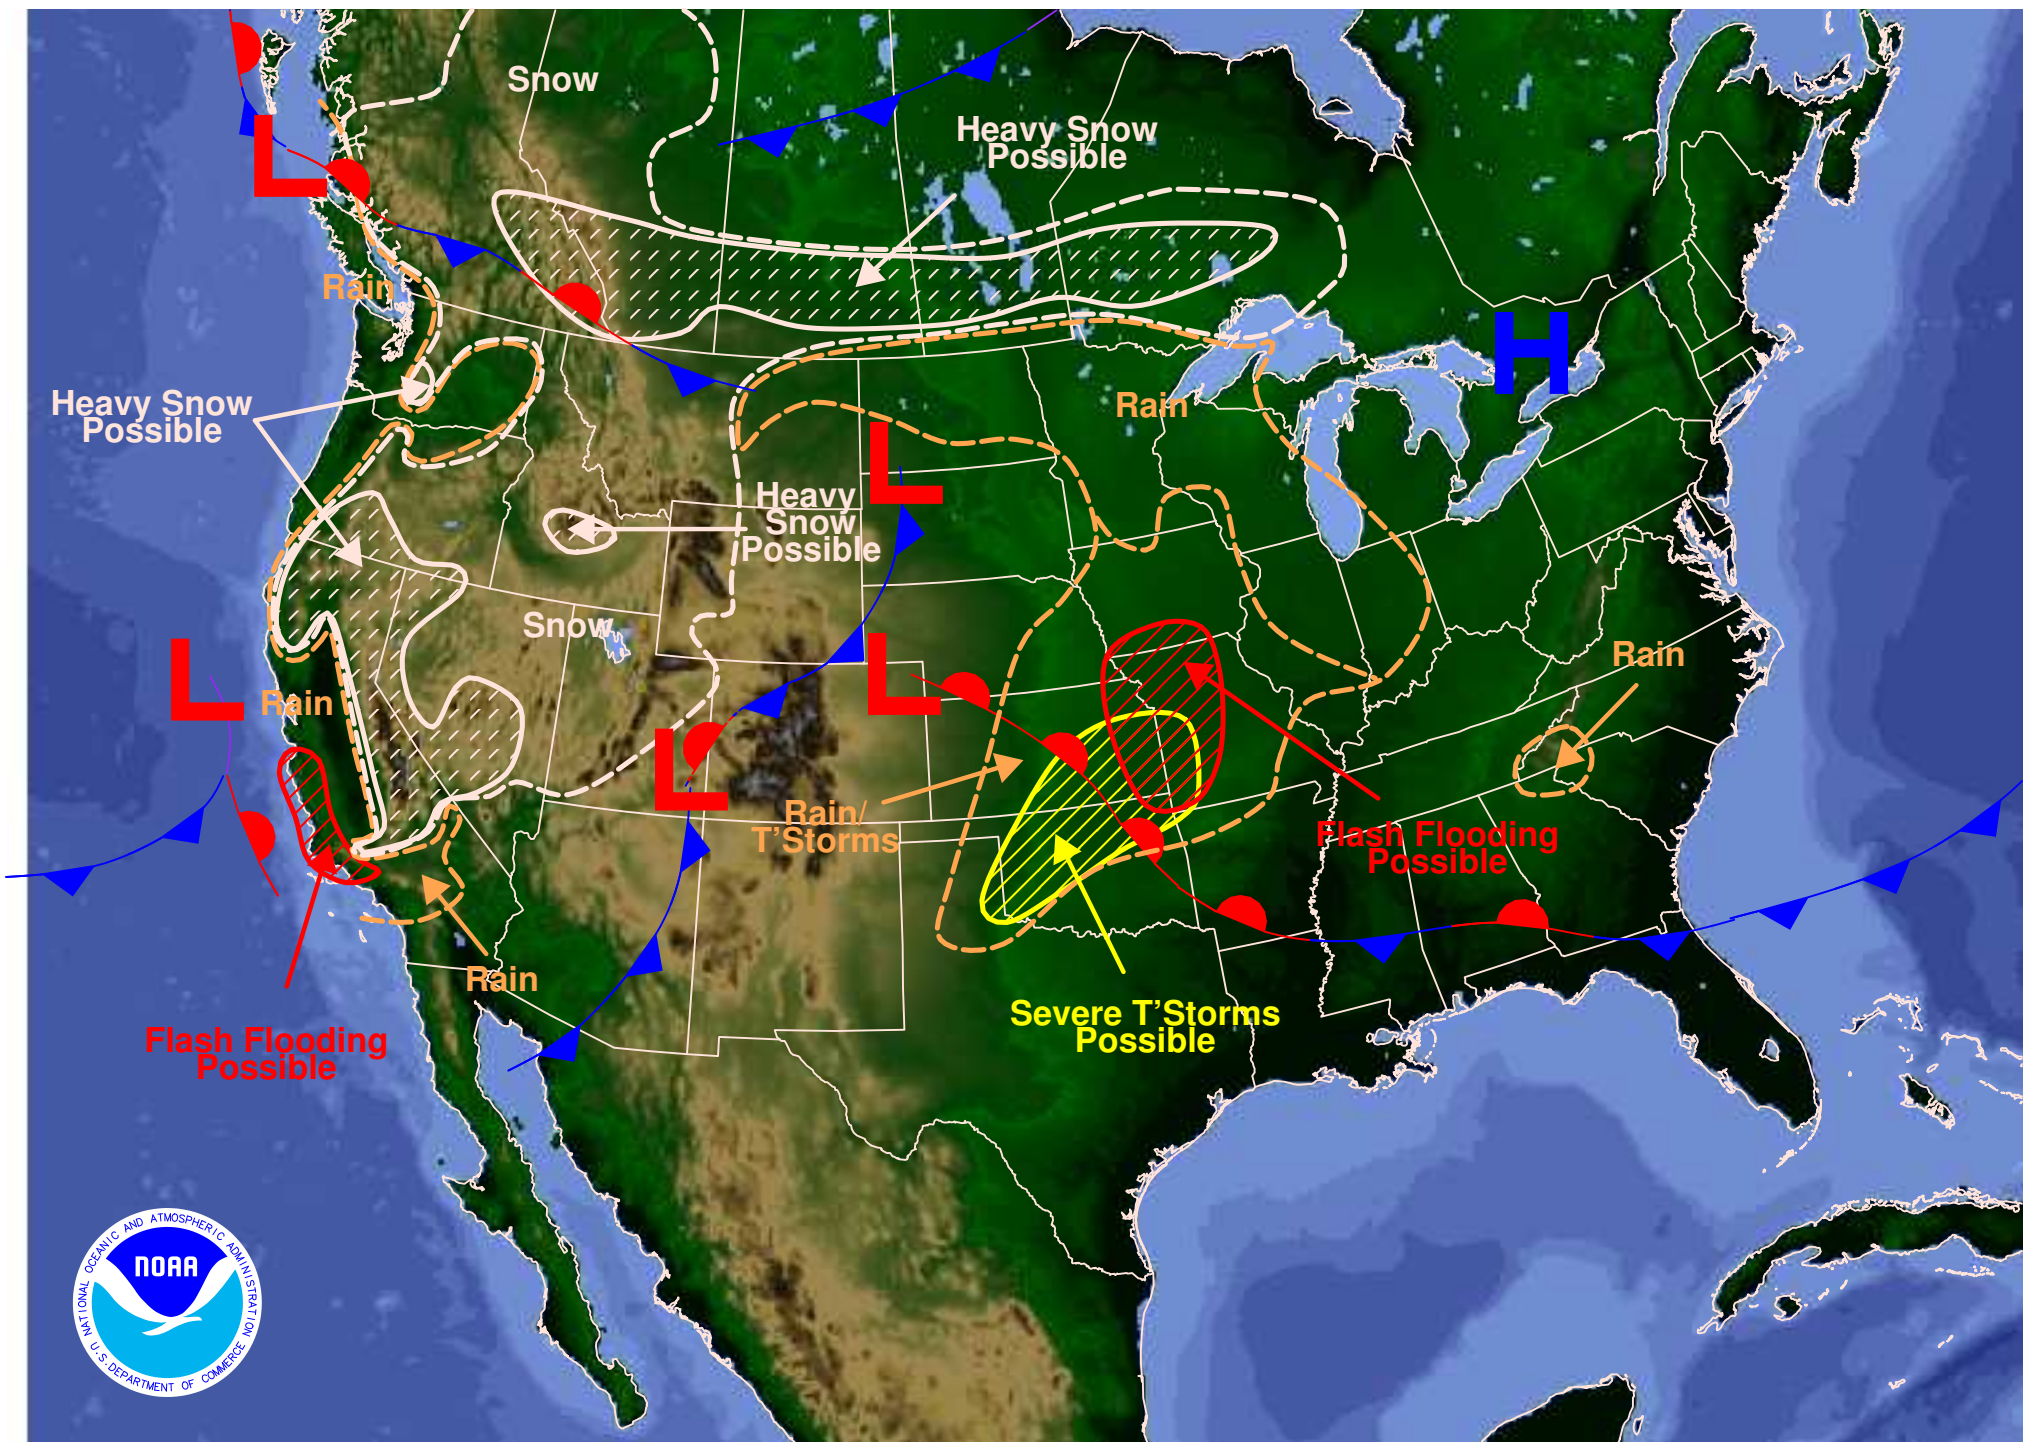 Snow
Heavy Snow
Possible
Rain
Heavy Snow
Possible
Rain
Heavy
Snow
Possible
Snow
Rain
Rain
Rain/
T'Storms
Flash Flooding
Possible
Rain
Severe T'Storms
Possible
Flash Flooding
Possible
L
L
L
L
L
H
NATIONAL OCEANIC AND ATMOSPHERIC ADMINISTRATION
NOAA
U.S. DEPARTMENT OF COMMERCE